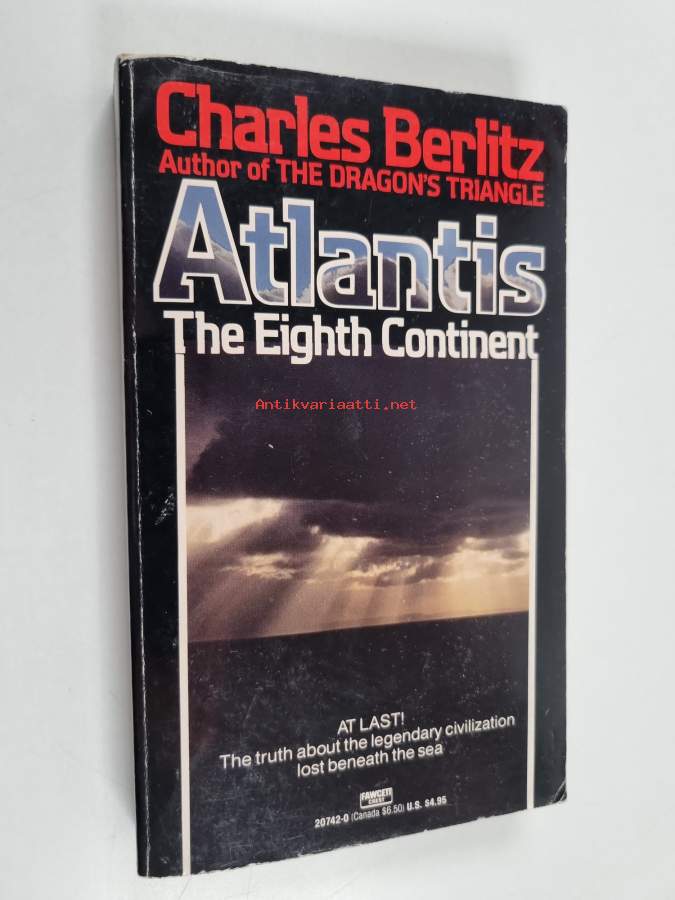 Charles Berlitz
Author of THE DRAGON'S TRIANGLE
Atlantis
The Eighth Continent
Antikvariaatti.net
AT LAST!
The truth about the legendary civilization
lost beneath the sea
FAWCETT
CREST
20742-0 (Canada $6.50) U.S. $4.95